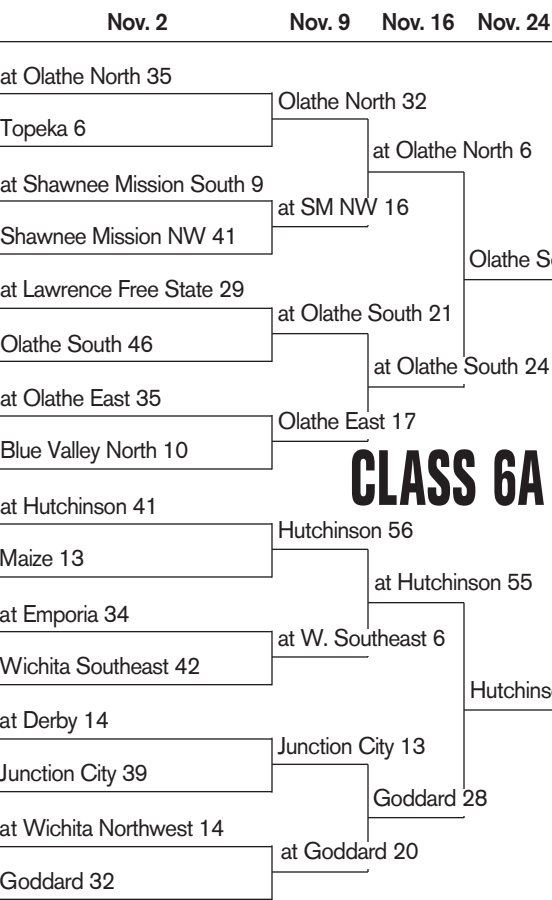 Nov. 2 Nov. 9 Nov. 16 Nov. 24
at Olathe North 35
Topeka 6
at Shawnee Mission South 9
Shawnee Mission NW 41
at Lawrence Free State 29
Olathe South 46
at Olathe East 35
Blue Valley North 10
at Hutchinson 41
Maize 13
at Emporia 34
Wichita Southeast 42
at Derby 14
Junction City 39
at Wichita Northwest 14
Goddard 32
Olathe North 32
at SM NW 16
at Olathe South 21
Olathe East 17
Hutchinson 56
at W. Southeast 6
Junction City 13
at Goddard 20
at Olathe North 6
at Olathe South 24
at Hutchinson 55
Goddard 28
Olathe
CLASS 6A